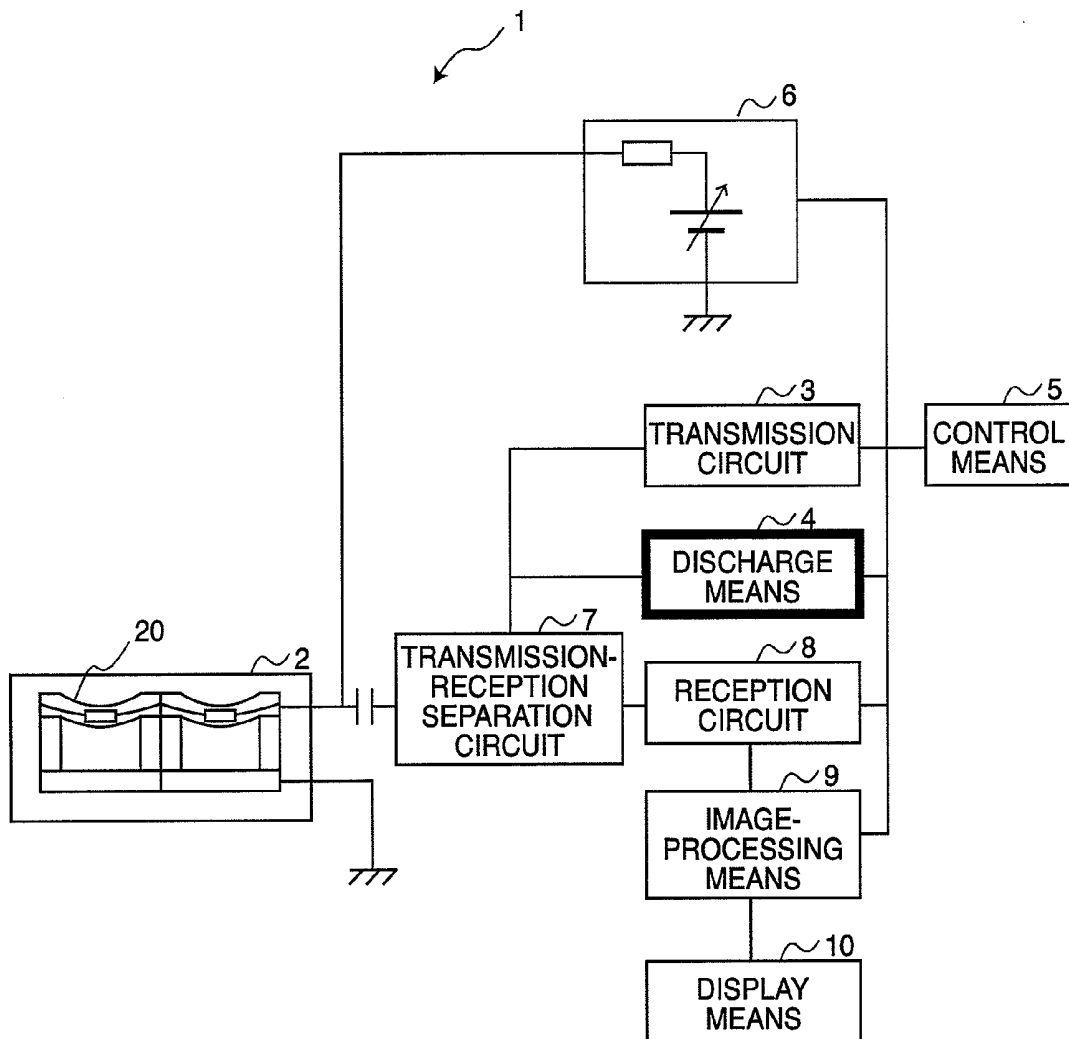 1
6
3
TRANSMISSION
CIRCUIT
5
CONTROL
MEANS
4
DISCHARGE
MEANS
20
2
7
TRANSMISSION-
RECEPTION
SEPARATION
CIRCUIT
8
RECEPTION
CIRCUIT
9
IMAGE-
PROCESSING
MEANS
10
DISPLAY
MEANS